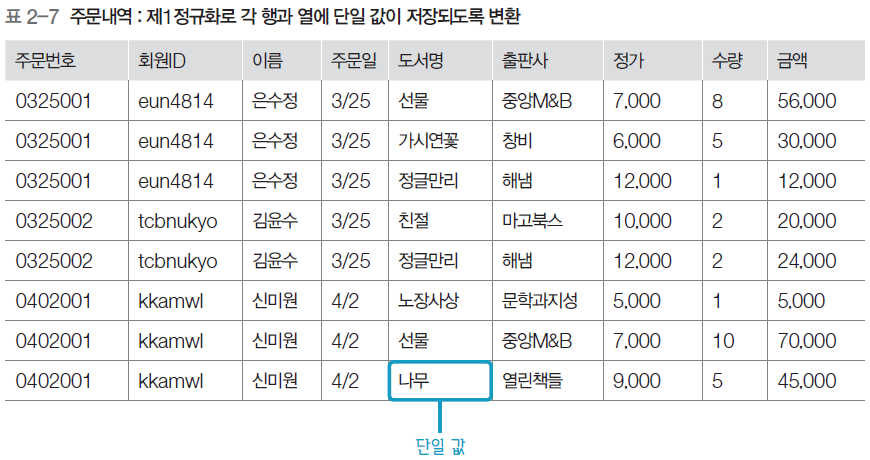 표 2-7 주문내역 : 제1정규화로 각 행과 열에 단일 값이 저장되도록 변환
주문번호 회원ID 이름 주문일 도서명 출판사 정가 수량 금액
0325001 eun4814 은수정 3/25 선물 중앙M&B 7,000 8 56,000
0325001 eun4814 은수정 3/25 가시연꽃 창비 6,000 5 30,000
0325001 eun4814 은수정 3/25 정글만리 해냄 12,000 1 12,000
0325002 tcbnukyo 김윤수 3/25 친절 마고북스 10,000 2 20,000
0325002 tcbnukyo 김윤수 3/25 정글만리 해냄 12,000 2 24,000
0402001 kkamwl 신미원 4/2 노장사상 문학과지성 5,000 1 5,000
0402001 kkamwl 신미원 4/2 선물 중앙M&B 7,000 10 70,000
0402001 kkamwl 신미원 4/2 나무 열린책들 9,000 5 45,000
단일 값